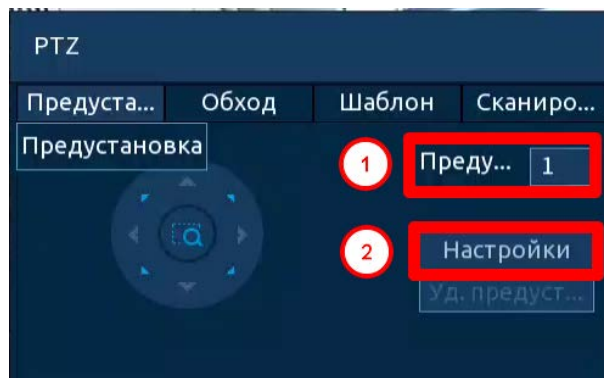 PTZ
Предуста... Обход Шаблон Сканиро...
Предустановка
1 Преду... 1
2 Настройки
Уд. предуст...